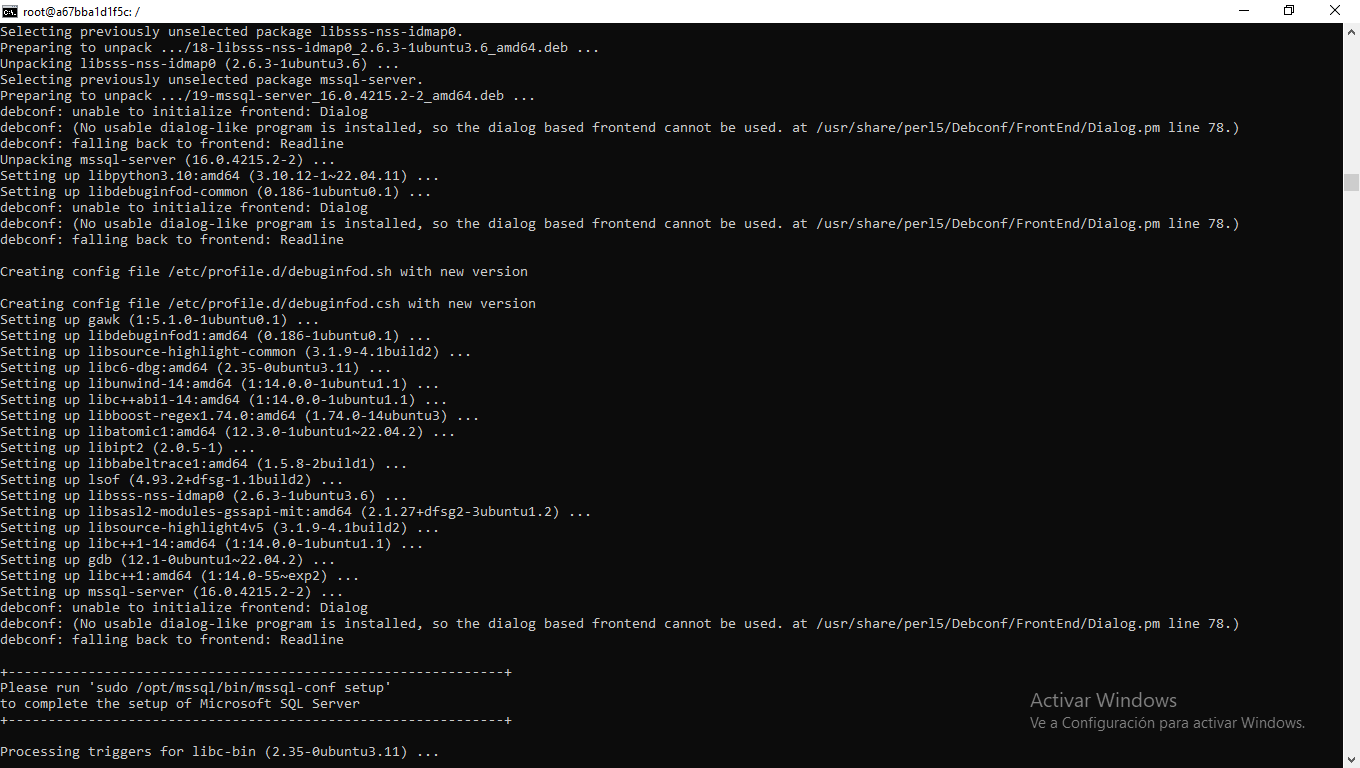 root@a67bba1d1f5c: /
Selecting previously unselected package libsss-nss-idmap0.
Preparing to unpack .../18-libsss-nss-idmap0_2.6.3-1ubuntu3.6_amd64.deb ...
Unpacking libsss-nss-idmap0 (2.6.3-1ubuntu3.6) ...
Selecting previously unselected package mssql-server.
Preparing to unpack .../19-mssql-server_16.0.4215.2-2_amd64.deb ...
debconf: unable to initialize frontend: Dialog
debconf: (No usable dialog-like program is installed, so the dialog based frontend cannot be used. at /usr/share/perl5/Debconf/FrontEnd/Dialog.pm line 78.)
debconf: falling back to frontend: Readline
Unpacking mssql-server (16.0.4215.2-2) ...
Setting up libpython3.10:amd64 (3.10.12-1~22.04.11) ...
Setting up libdebuginfod-common (0.186-1ubuntu0.1) ...
debconf: unable to initialize frontend: Dialog
debconf: (No usable dialog-like program is installed, so the dialog based frontend cannot be used. at /usr/share/perl5/Debconf/FrontEnd/Dialog.pm line 78.)
debconf: falling back to frontend: Readline
Creating config file /etc/profile.d/debuginfod.sh with new version
Creating config file /etc/profile.d/debuginfod.csh with new version
Setting up gawk (1:5.1.0-1ubuntu0.1) ...
Setting up libdebuginfod1:amd64 (0.186-1ubuntu0.1) ...
Setting up libsource-highlight-common (3.1.9-4.1build2) ...
Setting up libc6-dbg:amd64 (2.35-0ubuntu3.11) ...
Setting up libunwind-14:amd64 (1:14.0.0-1ubuntu1.1) ...
Setting up libc++abi1-14:amd64 (1:14.0.0-1ubuntu1.1) ...
Setting up libboost-regex1.74.0:amd64 (1.74.0-14ubuntu3) ...
Setting up libatomic1:amd64 (12.3.0-1ubuntu1~22.04.2) ...
Setting up libipt2 (2.0.5-1) ...
Setting up libbabeltrace1:amd64 (1.5.8-2build1) ...
Setting up lsof (4.93.2+dfsg-1.1build2) ...
Setting up libsss-nss-idmap0 (2.6.3-1ubuntu3.6) ...
Setting up libsasl2-modules-gssapi-mit:amd64 (2.1.27+dfsg2-3ubuntu1.2) ...
Setting up libsource-highlight4v5 (3.1.9-4.1build2) ...
Setting up libc++1-14:amd64 (1:14.0.0-1ubuntu1.1) ...
Setting up gdb (12.1-0ubuntu1~22.04.2) ...
Setting up libc++1:amd64 (1:14.0-55~exp2) ...
Setting up mssql-server (16.0.4215.2-2) ...
debconf: unable to initialize frontend: Dialog
debconf: (No usable dialog-like program is installed, so the dialog based frontend cannot be used. at /usr/share/perl5/Debconf/FrontEnd/Dialog.pm line 78.)
debconf: falling back to frontend: Readline
+--------------------------------------------------------------+
Please run 'sudo /opt/mssql/bin/mssql-conf setup'
to complete the setup of Microsoft SQL Server
+--------------------------------------------------------------+
Processing triggers for libc-bin (2.35-0ubuntu3.11) ...
Activar Windows
Ve a Configuración para activar Windows.